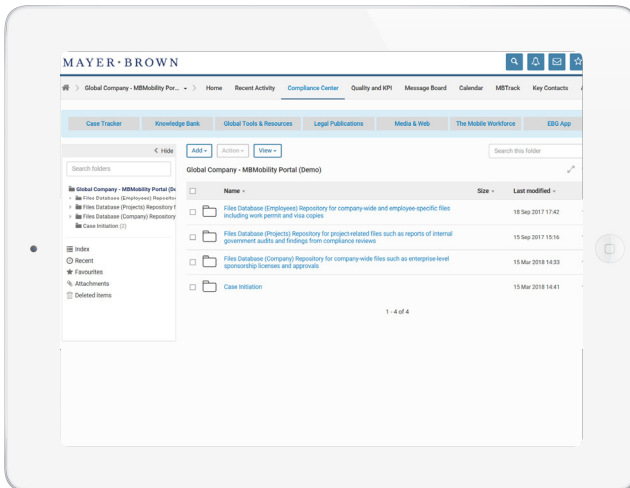 MAYER·BROWN
Global Company - MBMobility Por... Home Recent Activity Compliance Center Quality and KPI Message Board Calendar MBTrack Key Contacts
Case Tracker Knowledge Bank Global Tools & Resources Legal Publications Media & Web The Mobile Workforce EBG App
Hide
Search folders
Global Company - MBMobility Portal (De
Files Database (Employees) Repositor
Files Database (Projects) Repository f
Files Database (Company) Repository
Case Initiation (2)
Index
Recent
Favourites
Attachments
Deleted items
Add Action View Search this folder
Global Company - MBMobility Portal (Demo)
Name Size Last modified
Files Database (Employees) Repository for company-wide and employee-specific files
including work permit and visa copies
18 Sep 2017 17:42
Files Database (Projects) Repository for project-related files such as reports of internal
government audits and findings from compliance reviews
15 Sep 2017 15:16
Files Database (Company) Repository for company-wide files such as enterprise-level
sponsorship licenses and approvals
15 Mar 2018 14:33
Case Initiation 15 Mar 2018 14:41
1 - 4 of 4